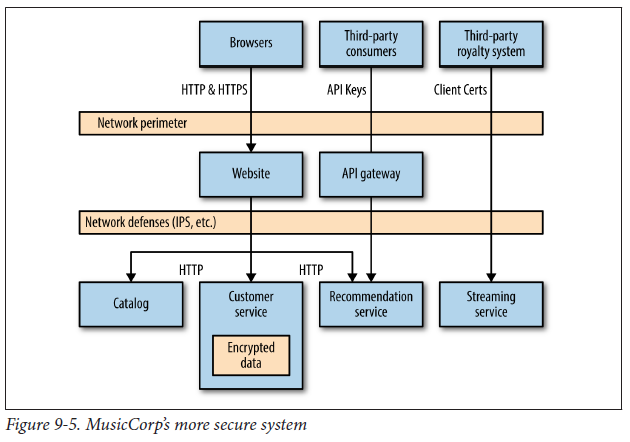 Browsers
Third-party
consumers
Third-party
royalty system
HTTP & HTTPS
API Keys
Client Certs
Network perimeter
Website
API gateway
Network defenses (IPS, etc.)
HTTP
HTTP
Catalog
Customer
service
Encrypted
data
Recommendation
service
Streaming
service
Figure 9-5. MusicCorp's more secure system